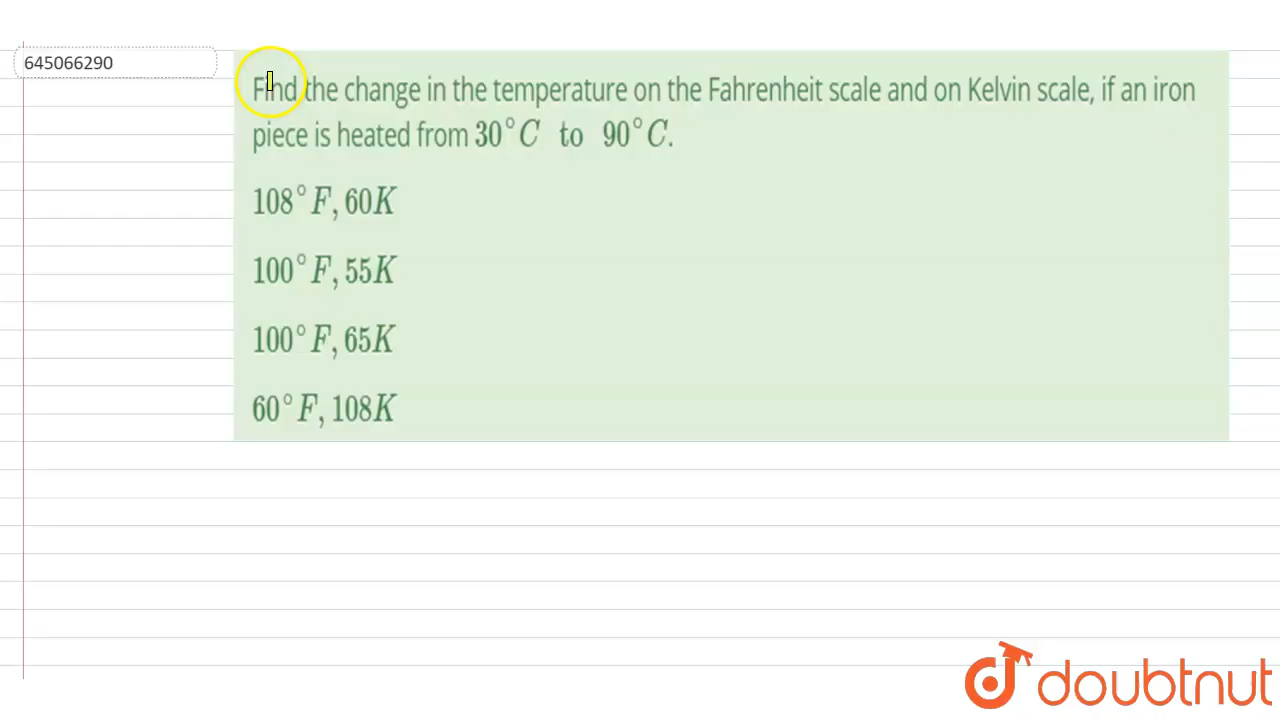 645066290
Find the change in the temperature on the Fahrenheit scale and on Kelvin scale, if an iron
piece is heated from 30°C to 90°C.
108°F, 60K
100°F, 55K
100°F, 65K
60°F, 108K
doubtnut